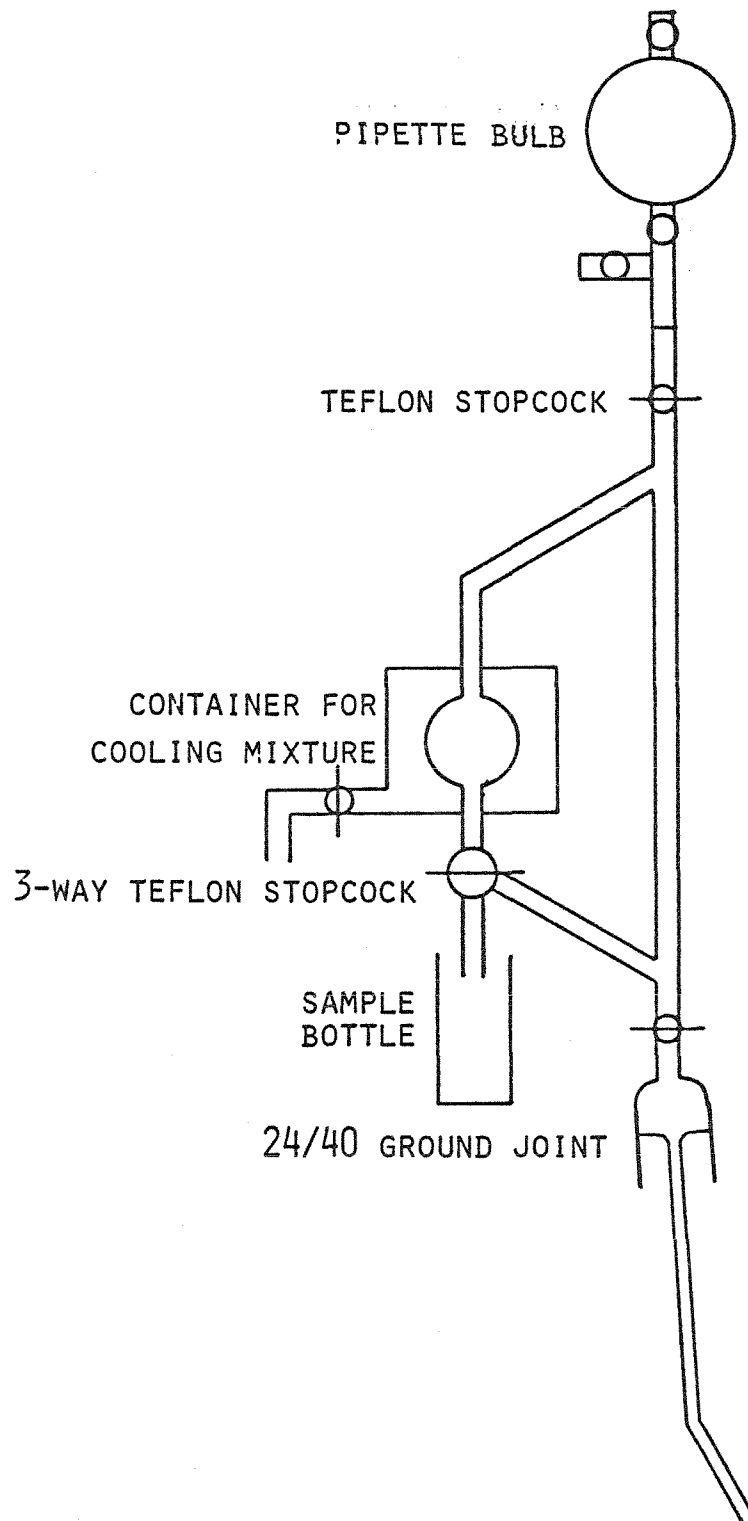 PIPETTE BULB
TEFLON STOPCOCK
CONTAINER FOR
COOLING MIXTURE
3-WAY TEFLON STOPCOCK
SAMPLE
BOTTLE
24/40 GROUND JOINT